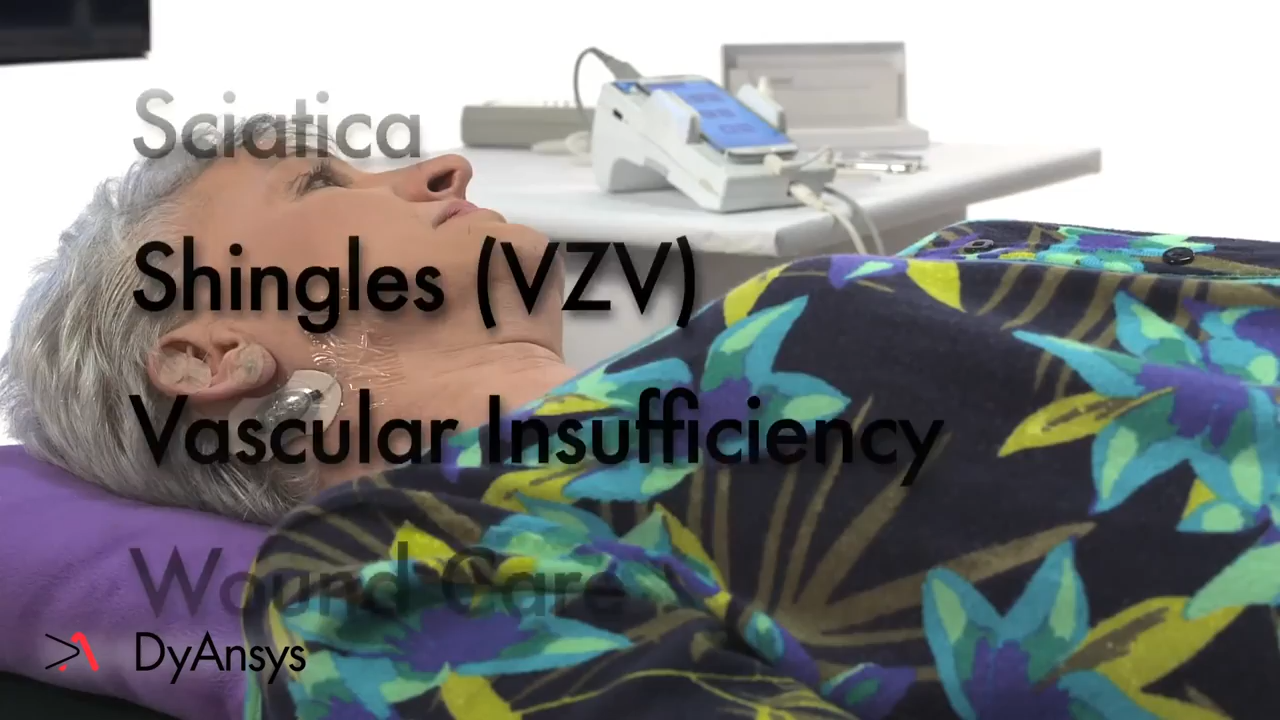 Sciatica
Shingles (VZV)
Vascular Insufficiency
Wound Care
DyAnsys